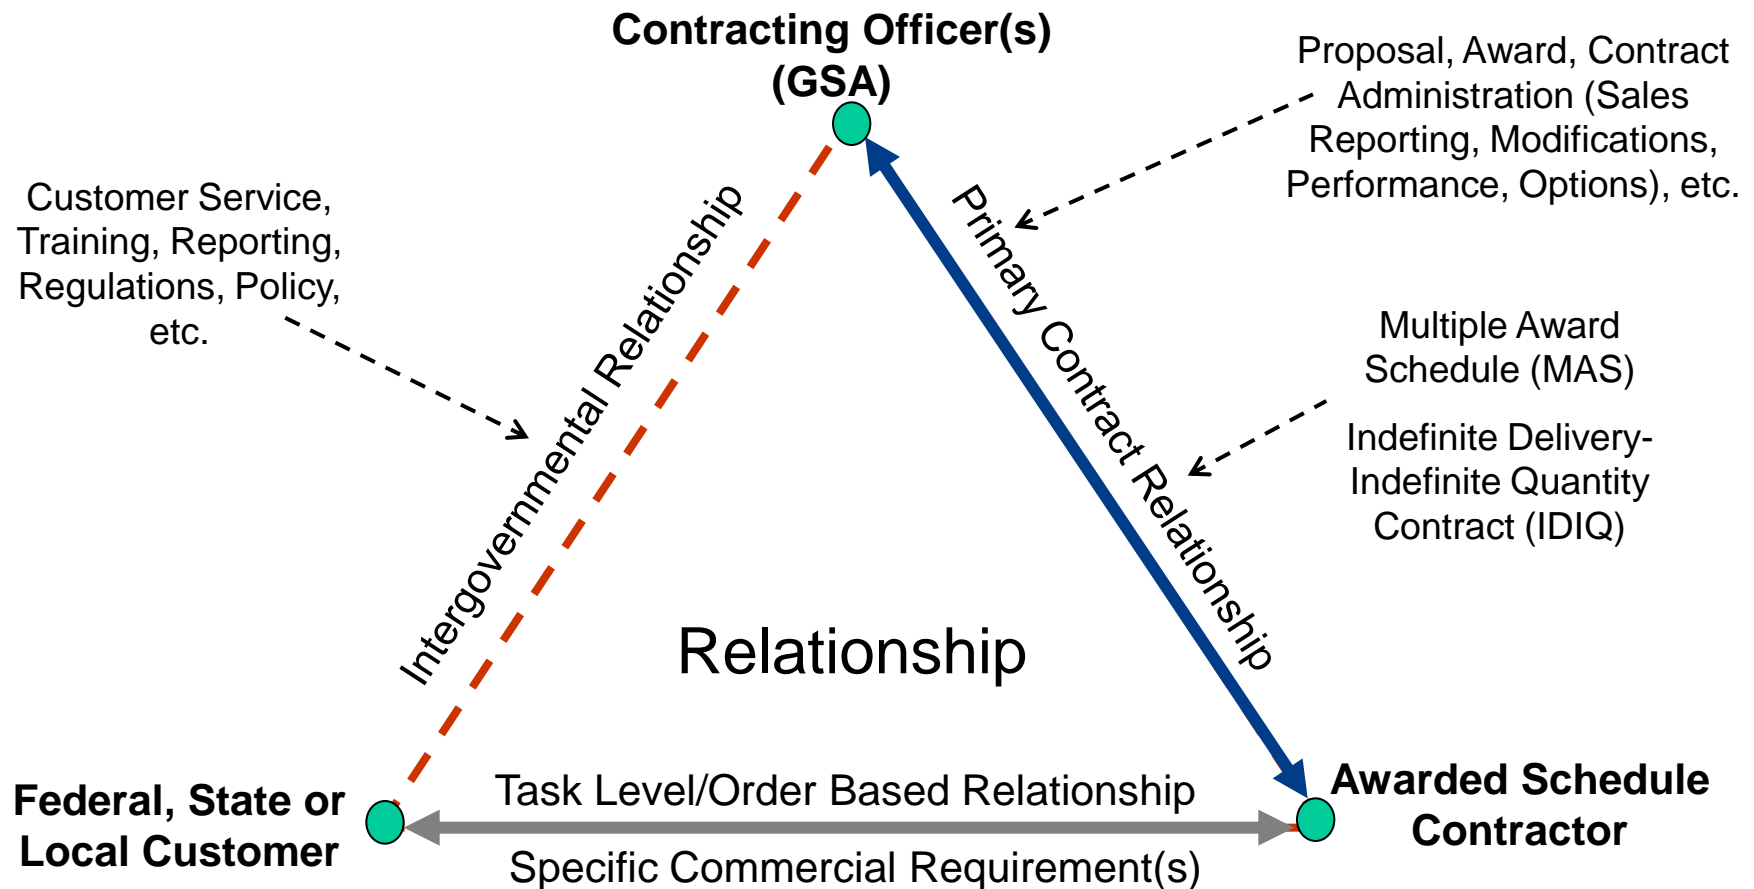 Contracting Officer(s)
(GSA)
Proposal, Award, Contract
Administration (Sales
Reporting, Modifications,
Performance, Options), etc.
Customer Service,
Training, Reporting,
Regulations, Policy,
etc.
Intergovernmental Relationship
Primary Contract Relationship
Multiple Award
Schedule (MAS)
Indefinite Delivery-
Indefinite Quantity
Contract (IDIQ)
Relationship
Federal, State or
Local Customer
Task Level/Order Based Relationship
Specific Commercial Requirement(s)
Awarded Schedule
Contractor